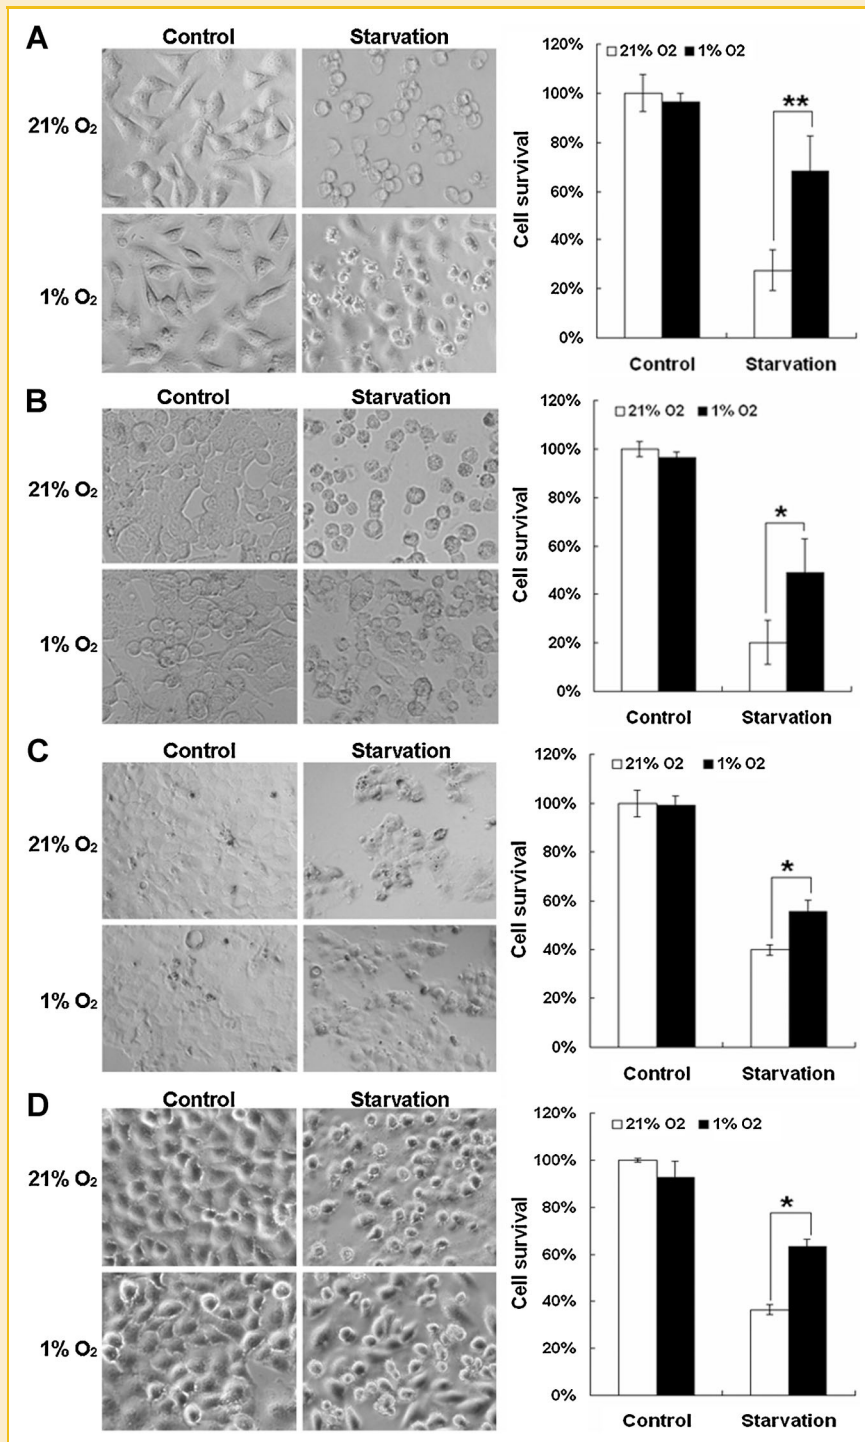 A
Control Starvation
21% O2
1% O2
120%
100%
80%
60%
40%
20%
0%
Cell survival
21% O2 1% O2
**
Control Starvation
B
Control Starvation
21% O2
1% O2
120%
100%
80%
60%
40%
20%
0%
Cell survival
21% O2 1% O2
*
Control Starvation
C
Control Starvation
21% O2
1% O2
120%
100%
80%
60%
40%
20%
0%
Cell survival
21% O2 1% O2
*
Control Starvation
D
Control Starvation
21% O2
1% O2
120%
100%
80%
60%
40%
20%
0%
Cell survival
21% O2 1% O2
*
Control Starvation